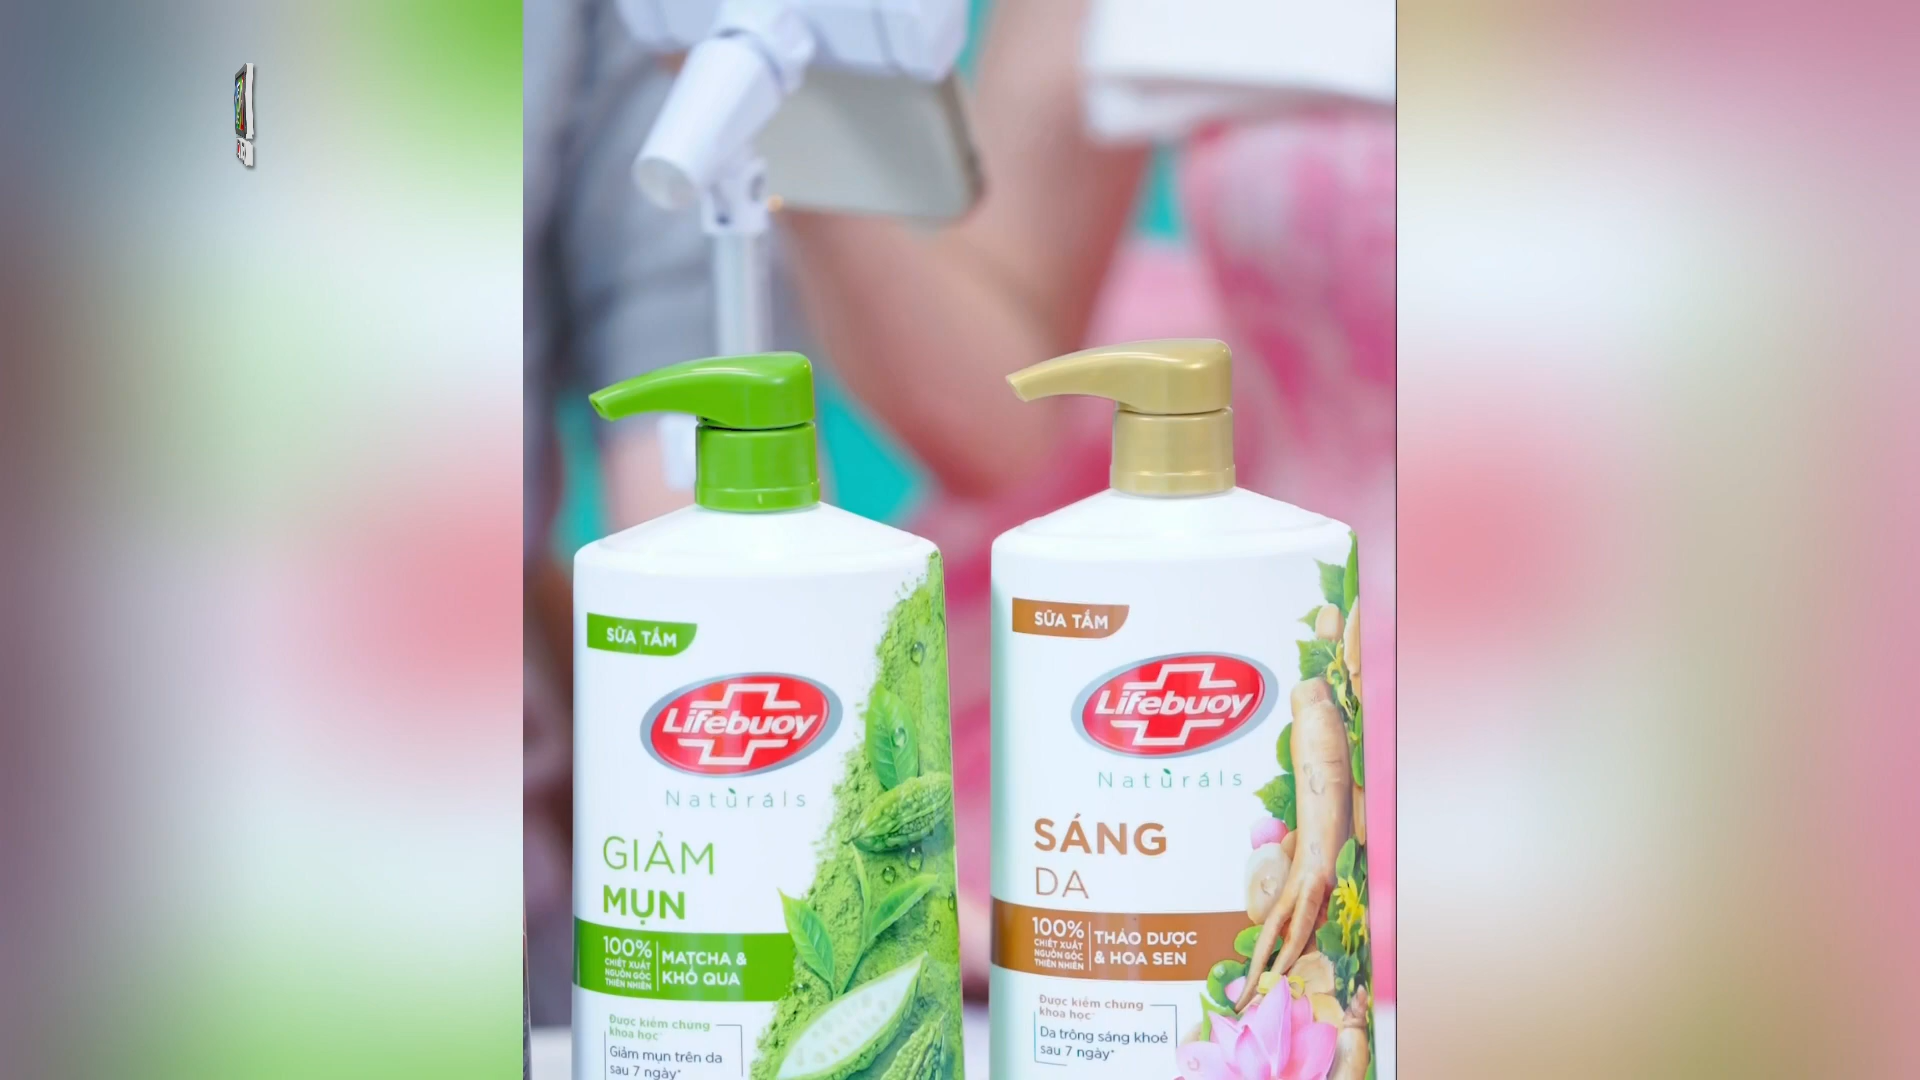 SỮA TẮM
Lifebuoy
Naturals
GIẢM
MỤN
100%
CHIẾT XUẤT
NGUỒN GỐC
THIÊN NHIÊN
MATCHA &
KHỔ QUA
Được kiểm chứng
khoa học*
Giảm mụn trên da
sau 7 ngày*
SỮA TẮM
Lifebuoy
Naturals
SÁNG
DA
100%
CHIẾT XUẤT
NGUỒN GỐC
THIÊN NHIÊN
THẢO DƯỢC
& HOA SEN
Được kiểm chứng
khoa học*
Da trông sáng khoẻ
sau 7 ngày*